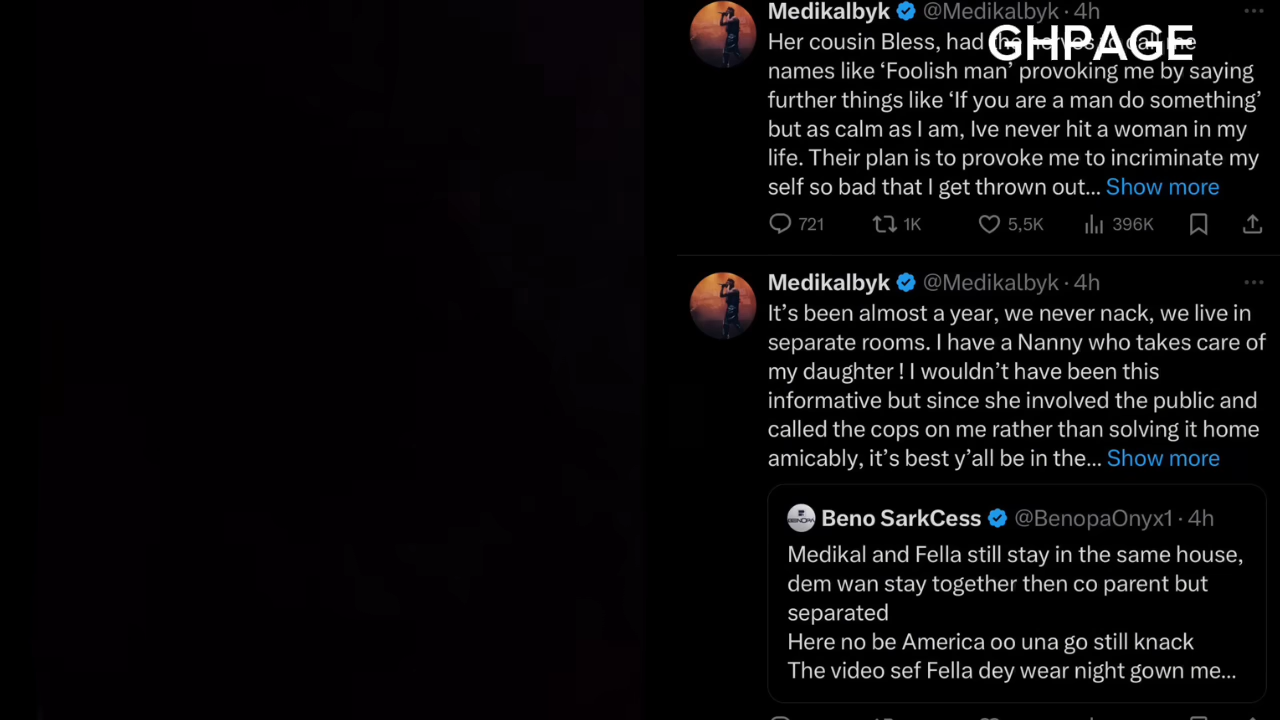 Medikalbyk @Medikalbyk · 4h
GHPAGE
Her cousin Bless, had the nerves to call me
names like ‘Foolish man’ provoking me by saying
further things like ‘If you are a man do something’
but as calm as I am, Ive never hit a woman in my
life. Their plan is to provoke me to incriminate my
self so bad that I get thrown out... Show more
721 1K 5,5K 396K
Medikalbyk @Medikalbyk · 4h
It’s been almost a year, we never nack, we live in
separate rooms. I have a Nanny who takes care of
my daughter ! I wouldn’t have been this
informative but since she involved the public and
called the cops on me rather than solving it home
amicably, it’s best y’all be in the... Show more
Beno SarkCess @BenopaOnyx1 · 4h
Medikal and Fella still stay in the same house,
dem wan stay together then co parent but
separated
Here no be America oo una go still knack
The video sef Fella dey wear night gown me...